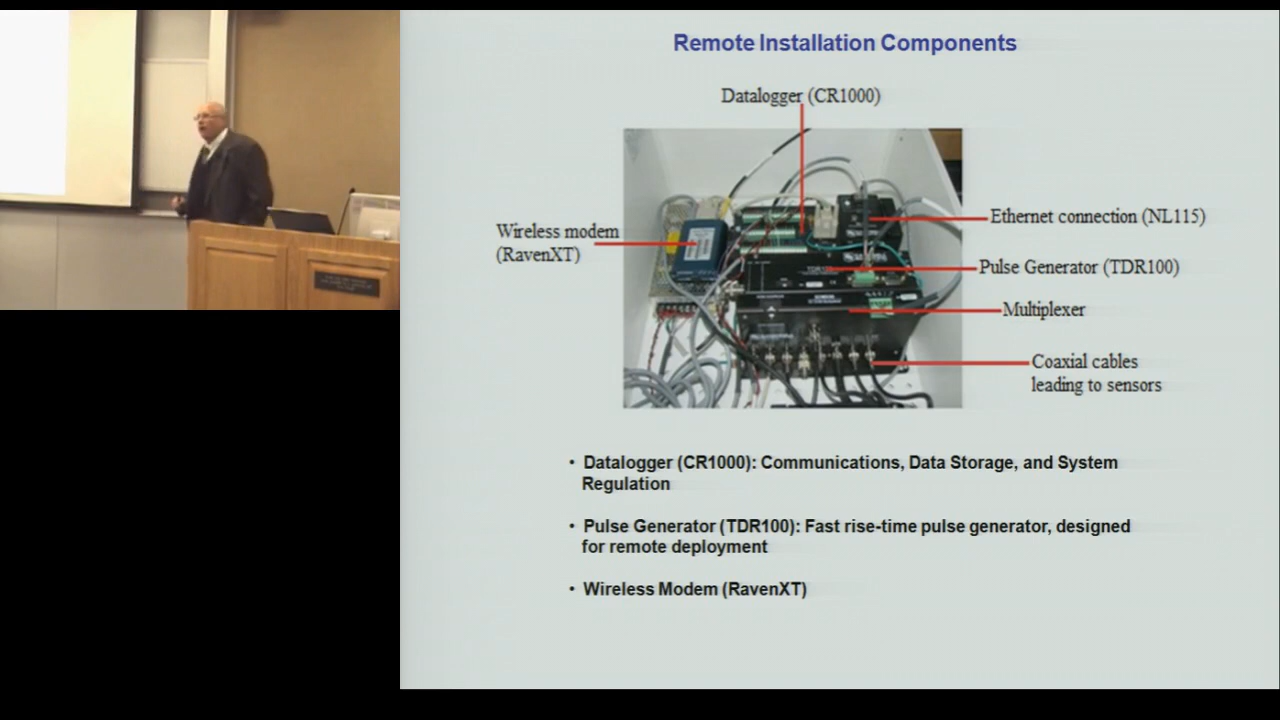 Remote Installation Components
Datalogger (CR1000)
Wireless modem
(RavenXT)
Ethernet connection (NL115)
Pulse Generator (TDR100)
Multiplexer
Coaxial cables
leading to sensors
TDR100
• Datalogger (CR1000): Communications, Data Storage, and System
Regulation
• Pulse Generator (TDR100): Fast rise-time pulse generator, designed
for remote deployment
• Wireless Modem (RavenXT)